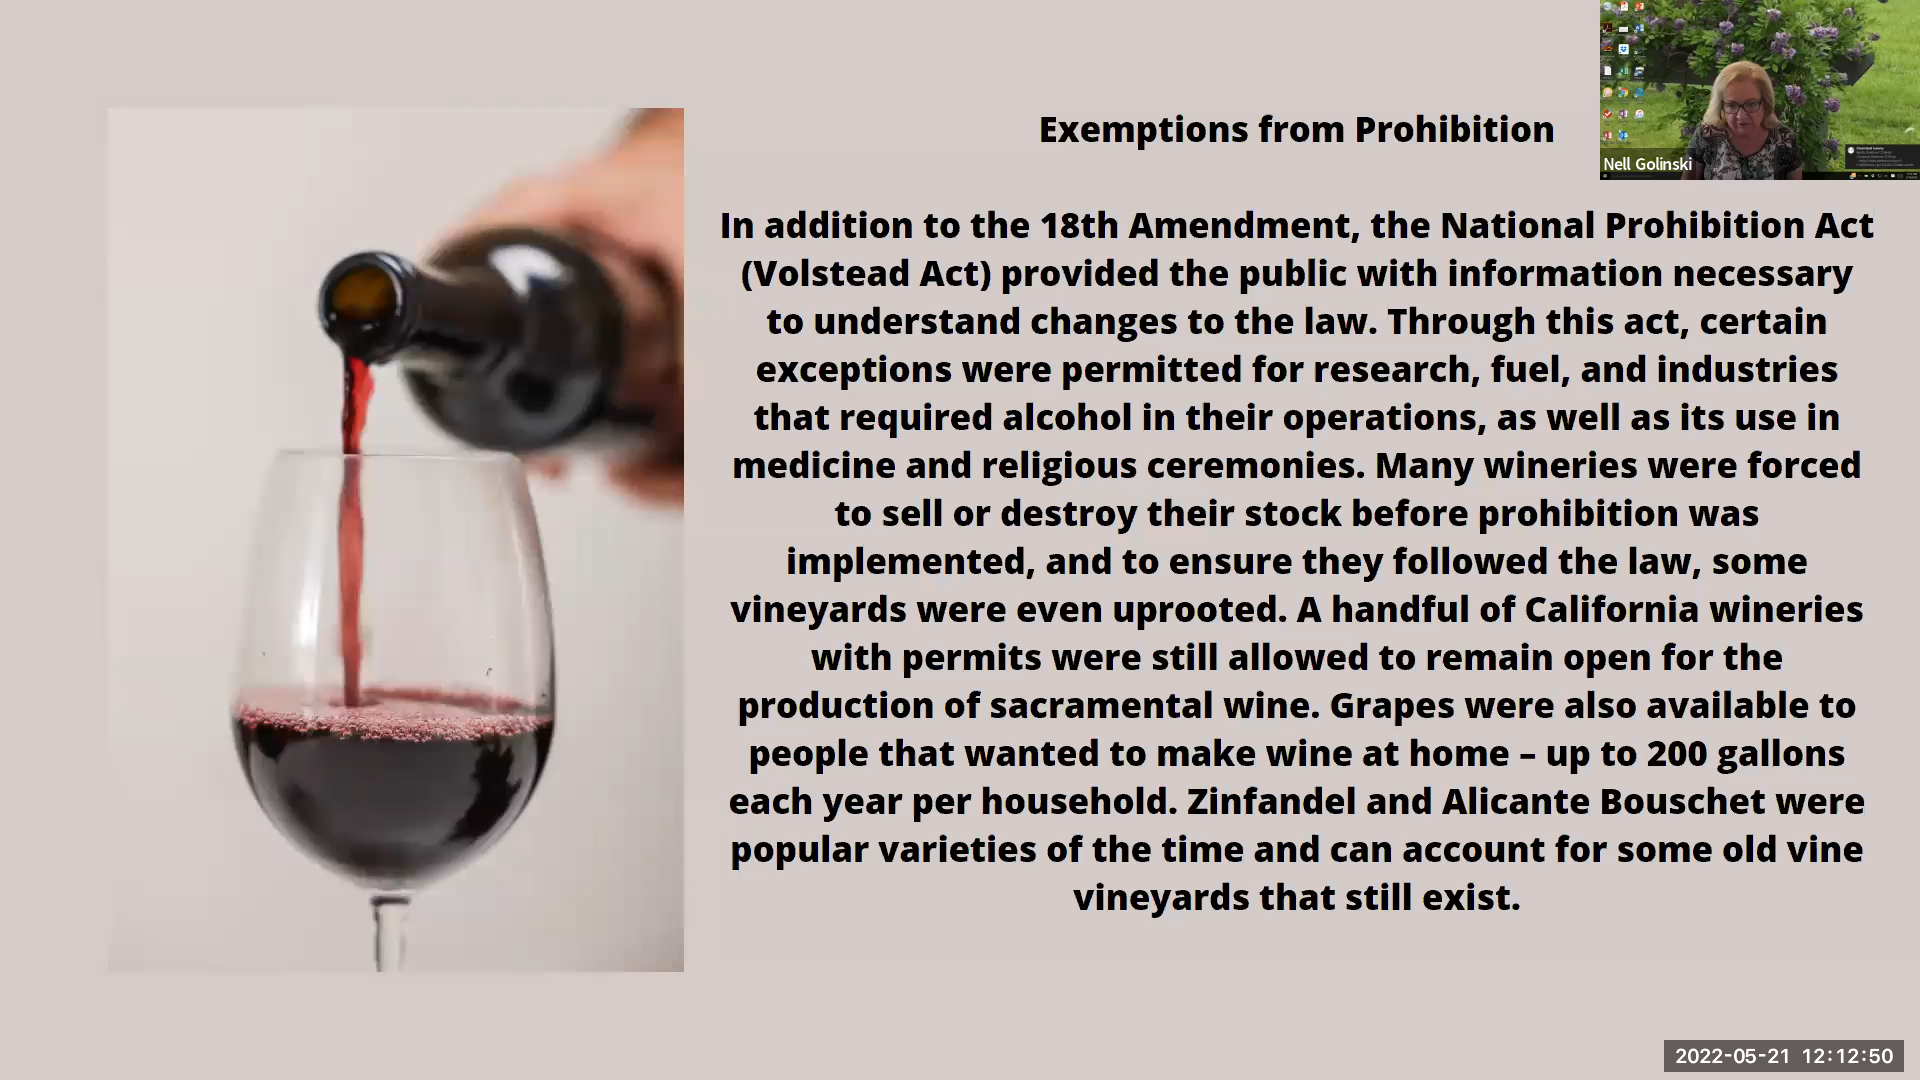 Exemptions from Prohibition
In addition to the 18th Amendment, the National Prohibition Act
(Volstead Act) provided the public with information necessary
to understand changes to the law. Through this act, certain
exceptions were permitted for research, fuel, and industries
that required alcohol in their operations, as well as its use in
medicine and religious ceremonies. Many wineries were forced
to sell or destroy their stock before prohibition was
implemented, and to ensure they followed the law, some
vineyards were even uprooted. A handful of California wineries
with permits were still allowed to remain open for the
production of sacramental wine. Grapes were also available to
people that wanted to make wine at home – up to 200 gallons
each year per household. Zinfandel and Alicante Bouschet were
popular varieties of the time and can account for some old vine
vineyards that still exist.
Nell Golinski
2022-05-21 12:12:50